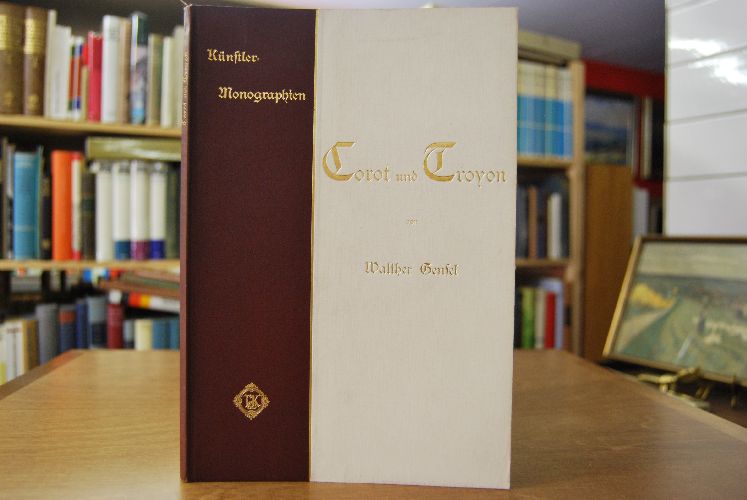 Künstler-
Monographien
Corot und Troyon
von
Walther Gensel